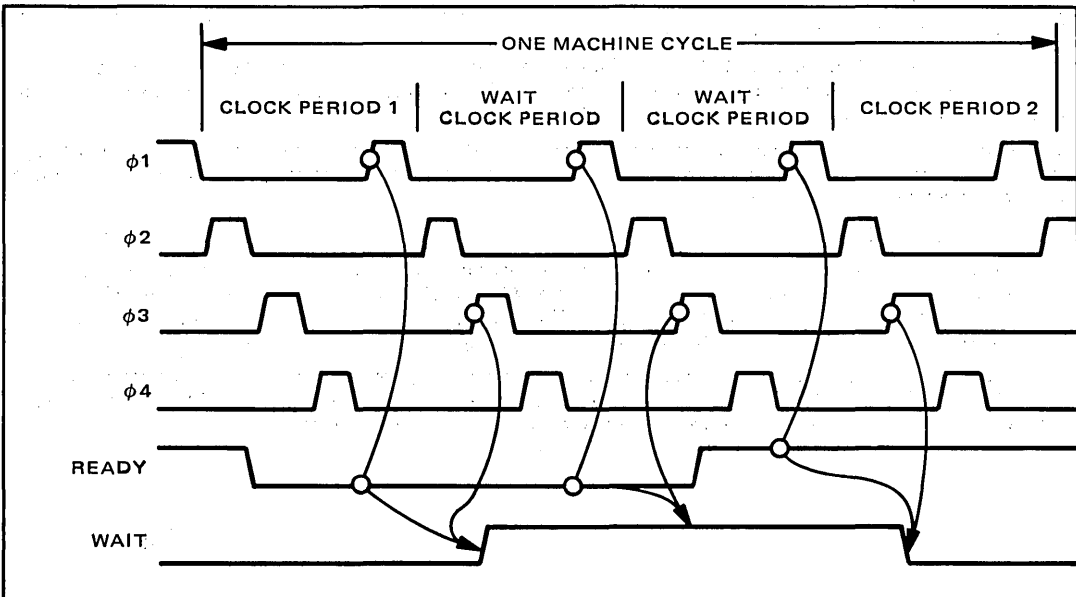 ONE MACHINE CYCLE
CLOCK PERIOD 1
WAIT
CLOCK PERIOD
WAIT
CLOCK PERIOD
CLOCK PERIOD 2
ϕ1
ϕ2
ϕ3
ϕ4
READY
WAIT